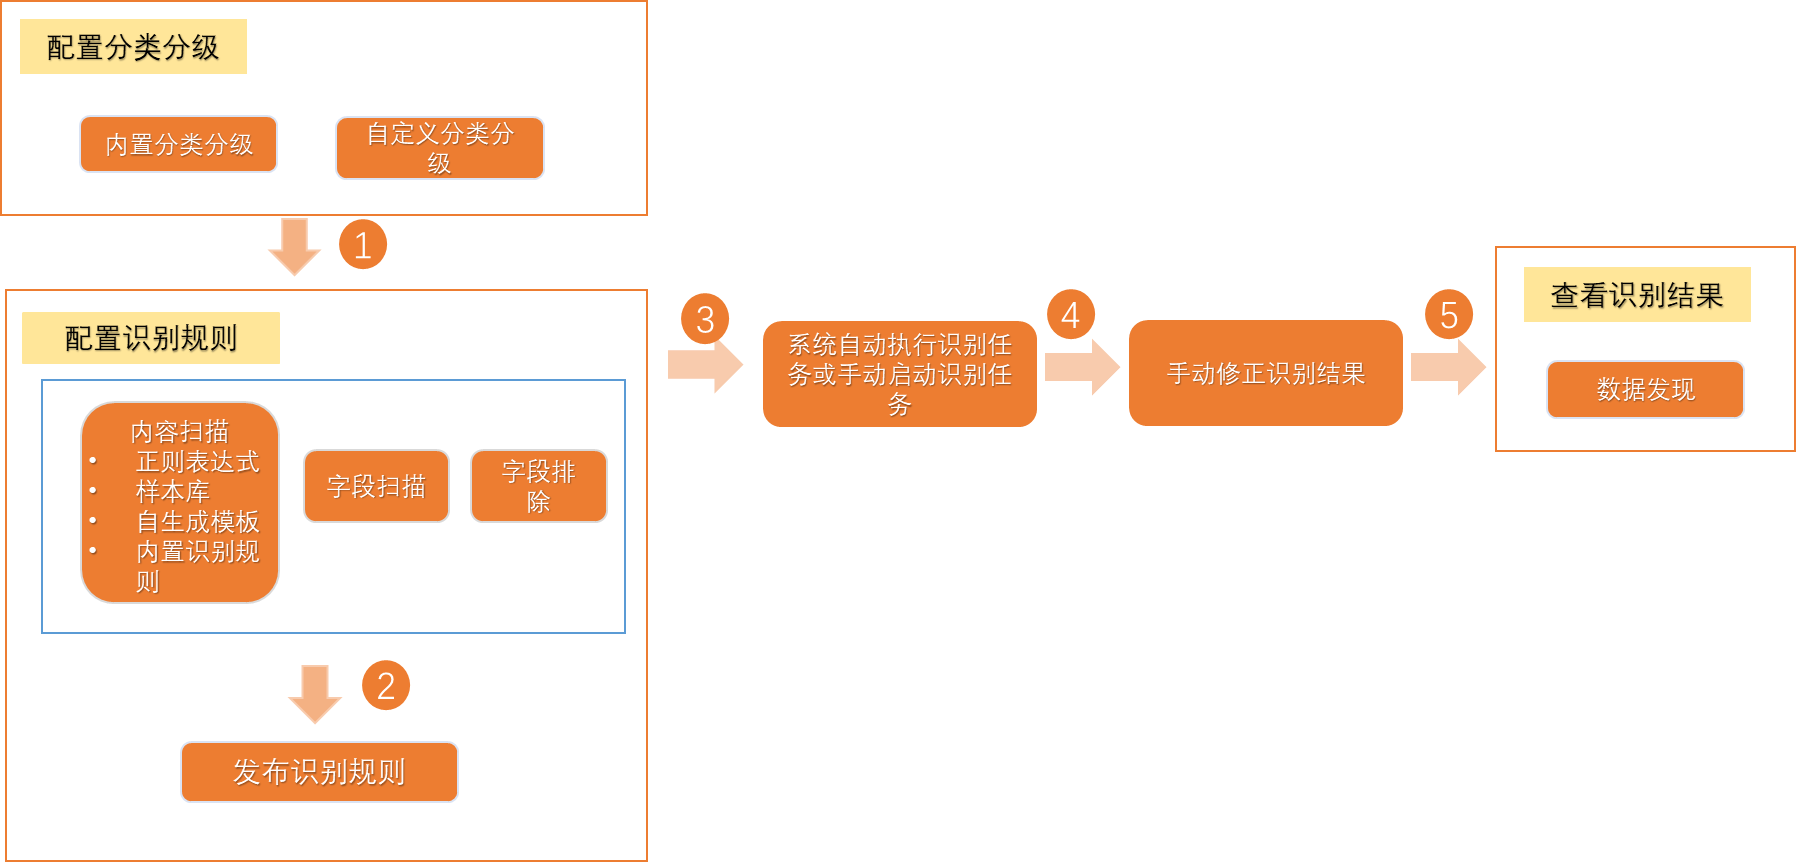 配置分类分级
内置分类分级
自定义分类分
级
1
配置识别规则
内容扫描
• 正则表达式
• 样本库
• 自生成模板
• 内置识别规
则
字段扫描
字段排
除
2
发布识别规则
3
系统自动执行识别任
务或手动启动识别任
务
4
手动修正识别结果
5
查看识别结果
数据发现